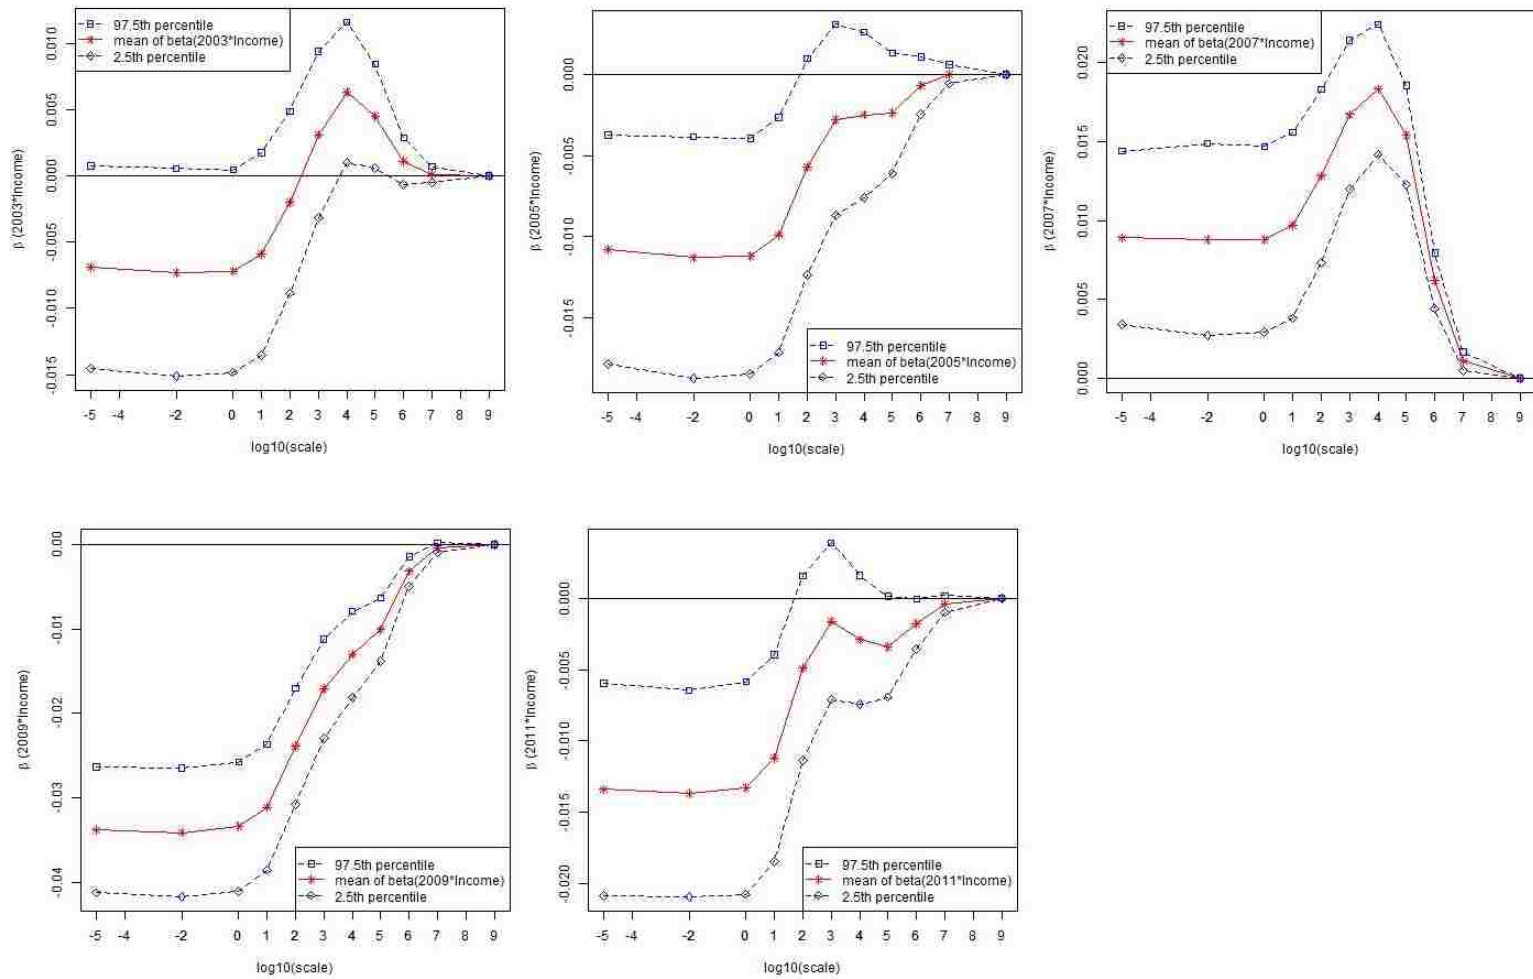 97.5th percentile
mean of beta(2003*Income)
2.5th percentile
β (2003*Income)
0.010
0.005
0.000
-0.005
-0.010
-0.015
-5 -4 -2 0 1 2 3 4 5 6 7 9
log10(scale)
97.5th percentile
mean of beta(2005*Income)
2.5th percentile
β (2005*Income)
0.000
-0.005
-0.010
-0.015
-5 -4 -2 0 1 2 3 4 5 6 7 9
log10(scale)
97.5th percentile
mean of beta(2007*Income)
2.5th percentile
β (2007*Income)
0.020
0.015
0.010
0.005
0.000
-5 -4 -2 0 1 2 3 4 5 6 7 9
log10(scale)
97.5th percentile
mean of beta(2009*Income)
2.5th percentile
β (2009*Income)
0.00
-0.01
-0.02
-0.03
-0.04
-5 -4 -2 0 1 2 3 4 5 6 7 9
log10(scale)
97.5th percentile
mean of beta(2011*Income)
2.5th percentile
β (2011*Income)
0.000
-0.005
-0.010
-0.015
-0.020
-5 -4 -2 0 1 2 3 4 5 6 7 9
log10(scale)